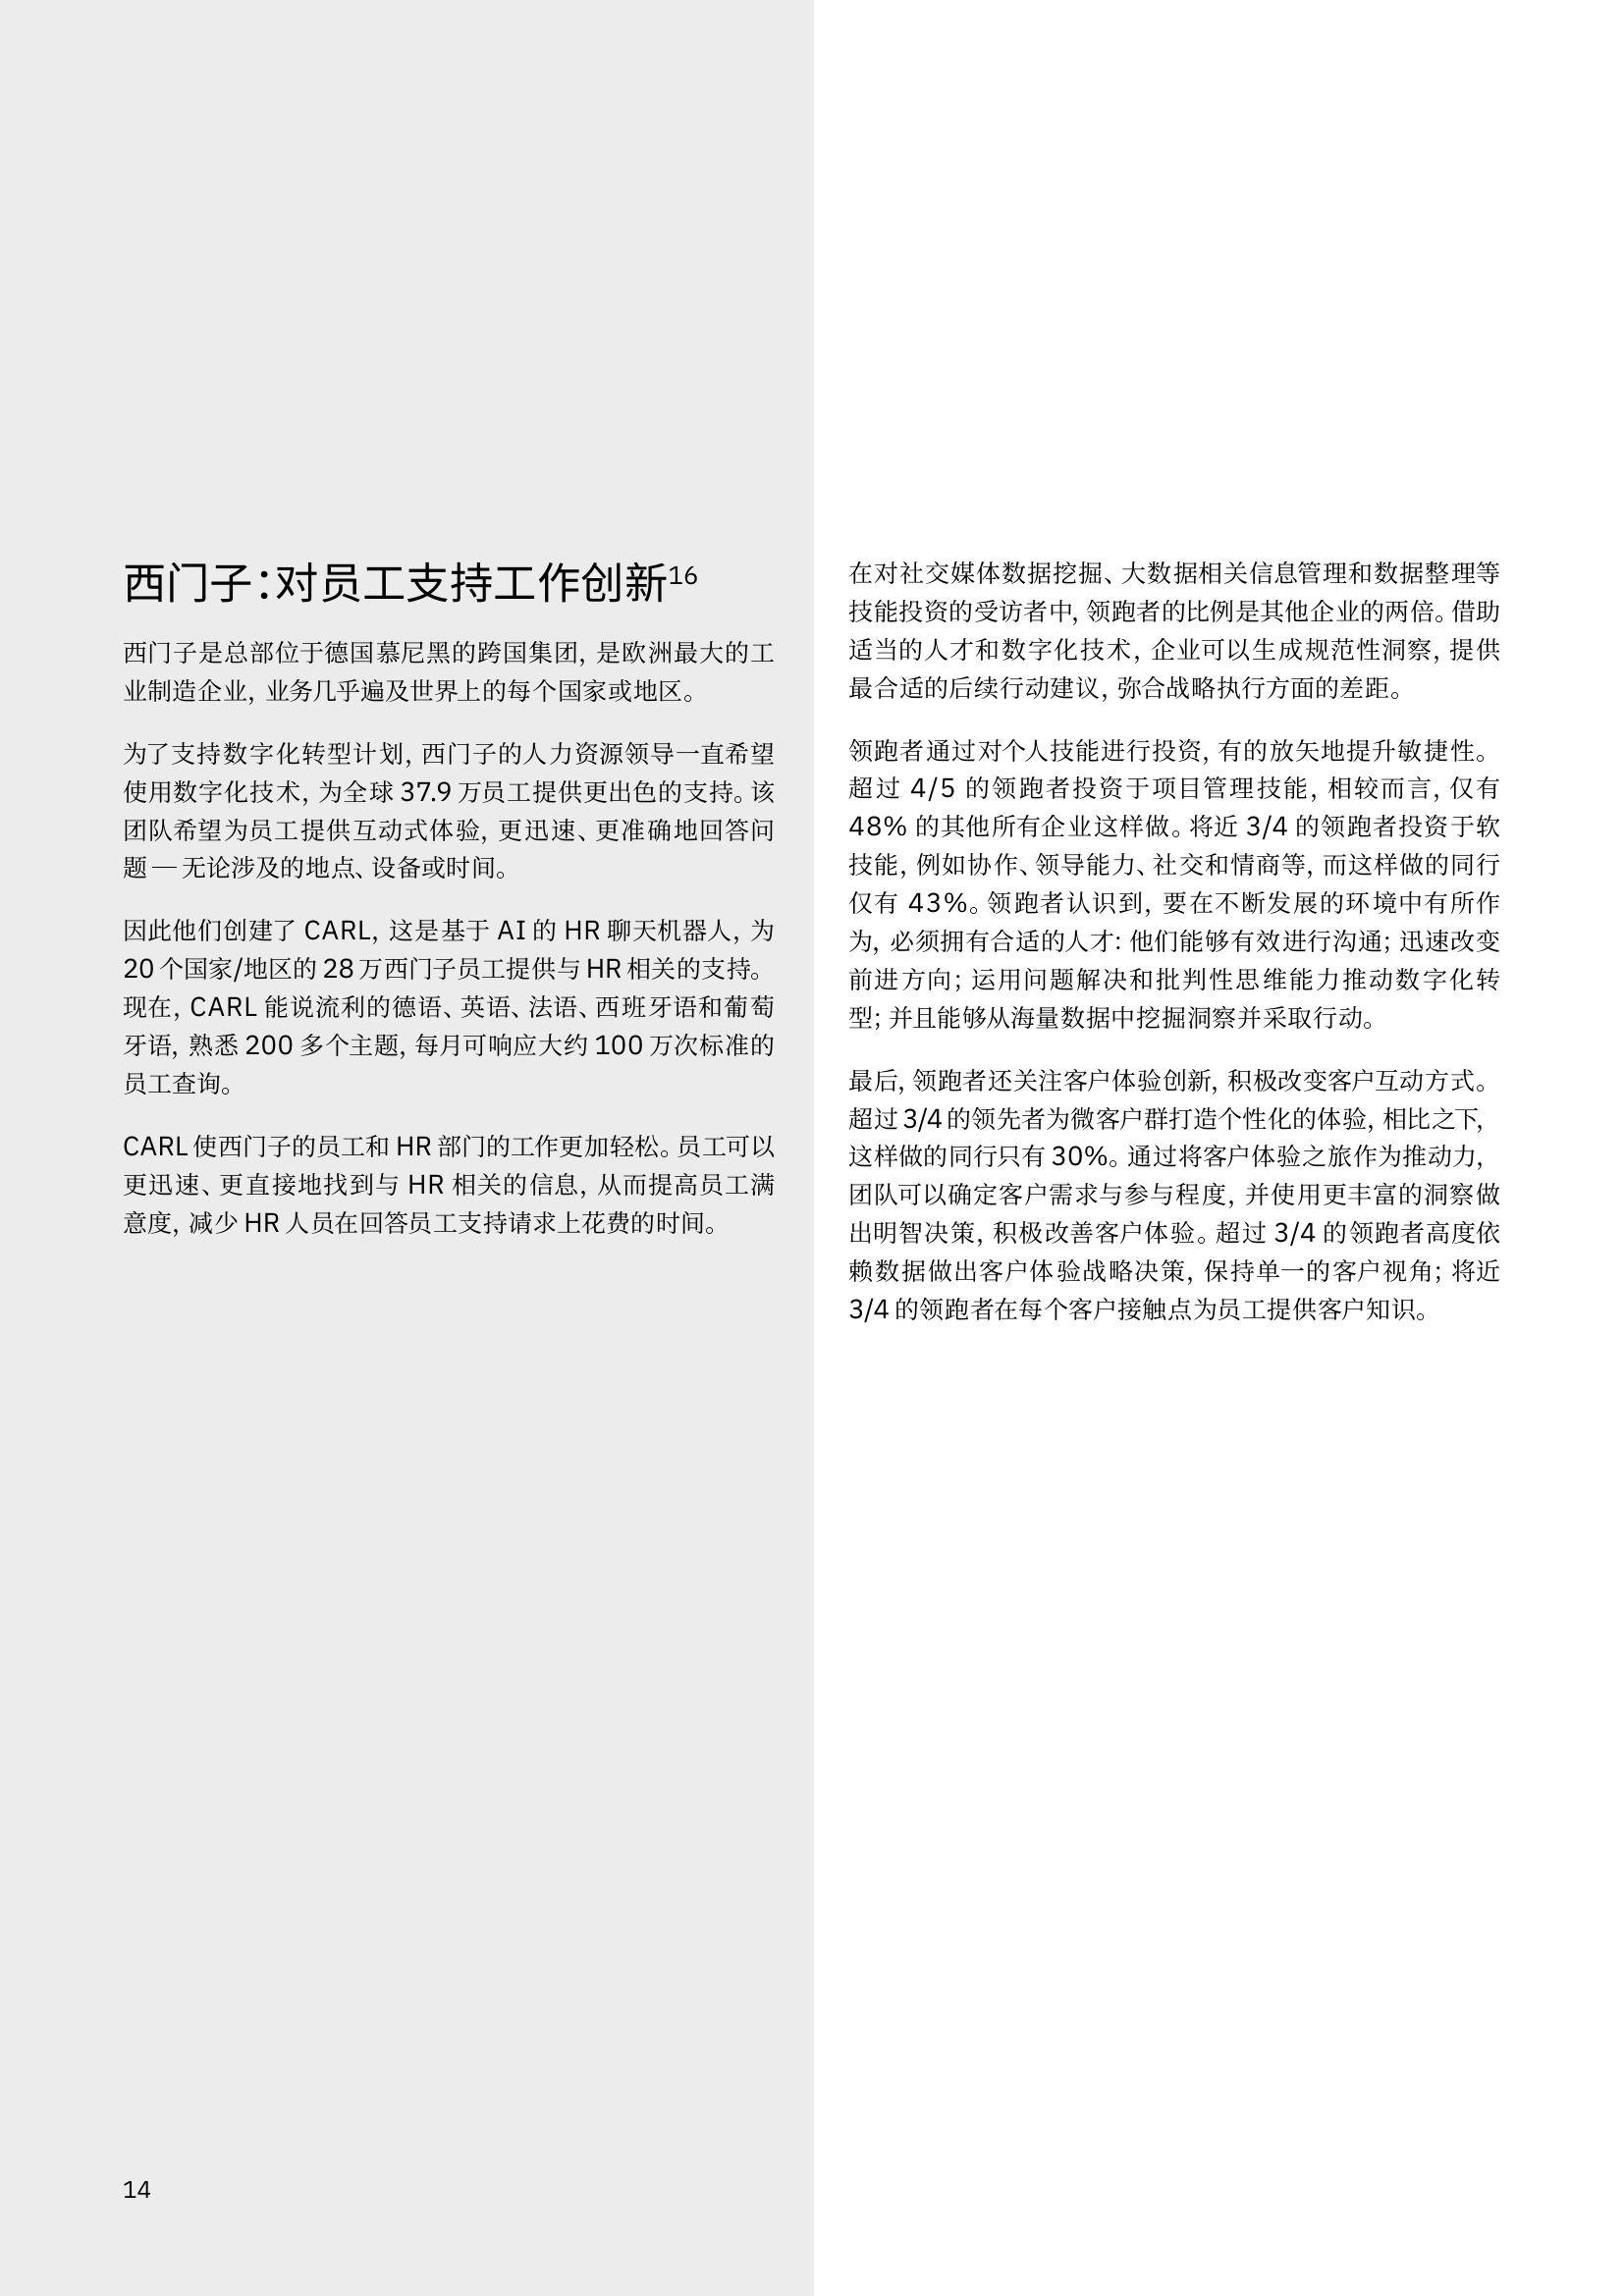 西门子：对员工支持工作创新16
西门子是总部位于德国慕尼黑的跨国集团，是欧洲最大的工
业制造企业，业务几乎遍及世界上的每个国家或地区。
为了支持数字化转型计划，西门子的人力资源领导一直希望
使用数字化技术，为全球 37.9 万员工提供更出色的支持。该
团队希望为员工提供互动式体验，更迅速、更准确地回答问
题 — 无论涉及的地点、设备或时间。
因此他们创建了 CARL，这是基于 AI 的 HR 聊天机器人，为
20 个国家/地区的 28 万西门子员工提供与 HR 相关的支持。
现在，CARL 能说流利的德语、英语、法语、西班牙语和葡萄
牙语，熟悉 200 多个主题，每月可响应大约 100 万次标准的
员工查询。
CARL 使西门子的员工和 HR 部门的工作更加轻松。员工可以
更迅速、更直接地找到与 HR 相关的信息，从而提高员工满
意度，减少 HR 人员在回答员工支持请求上花费的时间。
在对社交媒体数据挖掘、大数据相关信息管理和数据整理等
技能投资的受访者中，领跑者的比例是其他企业的两倍。借助
适当的人才和数字化技术，企业可以生成规范性洞察，提供
最合适的后续行动建议，弥合战略执行方面的差距。
领跑者通过对个人技能进行投资，有的放矢地提升敏捷性。
超过 4/5 的领跑者投资于项目管理技能，相较而言，仅有
48% 的其他所有企业这样做。将近 3/4 的领跑者投资于软
技能，例如协作、领导能力、社交和情商等，而这样做的同行
仅有 43%。领跑者认识到，要在不断发展的环境中有所作
为，必须拥有合适的人才：他们能够有效进行沟通；迅速改变
前进方向；运用问题解决和批判性思维能力推动数字化转
型；并且能够从海量数据中挖掘洞察并采取行动。
最后，领跑者还关注客户体验创新，积极改变客户互动方式。
超过 3/4 的领先者为微客户群打造个性化的体验，相比之下，
这样做的同行只有 30%。通过将客户体验之旅作为推动力，
团队可以确定客户需求与参与程度，并使用更丰富的洞察做
出明智决策，积极改善客户体验。超过 3/4 的领跑者高度依
赖数据做出客户体验战略决策，保持单一的客户视角；将近
3/4 的领跑者在每个客户接触点为员工提供客户知识。
14